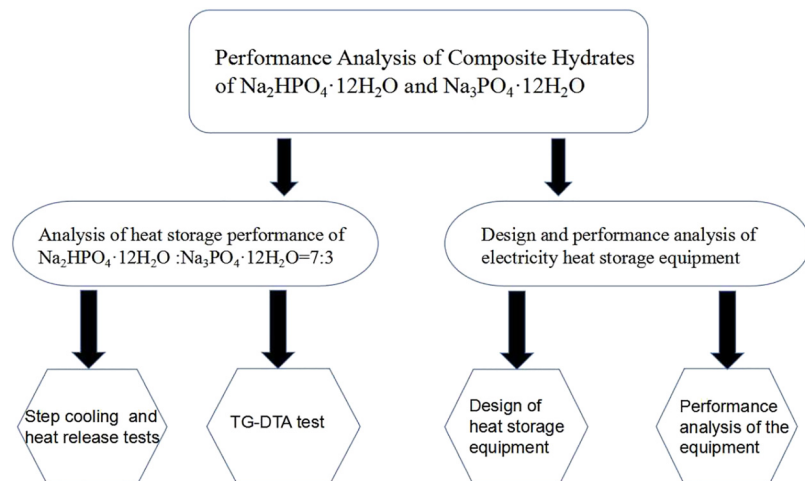 Performance Analysis of Composite Hydrates
of Na₂HPO₄·12H₂O and Na₃PO₄·12H₂O
Analysis of heat storage performance of
Na₂HPO₄·12H₂O :Na₃PO₄·12H₂O=7:3
Design and performance analysis of
electricity heat storage equipment
Step cooling and
heat release tests
TG-DTA test
Design of
heat storage
equipment
Performance
analysis of the
equipment